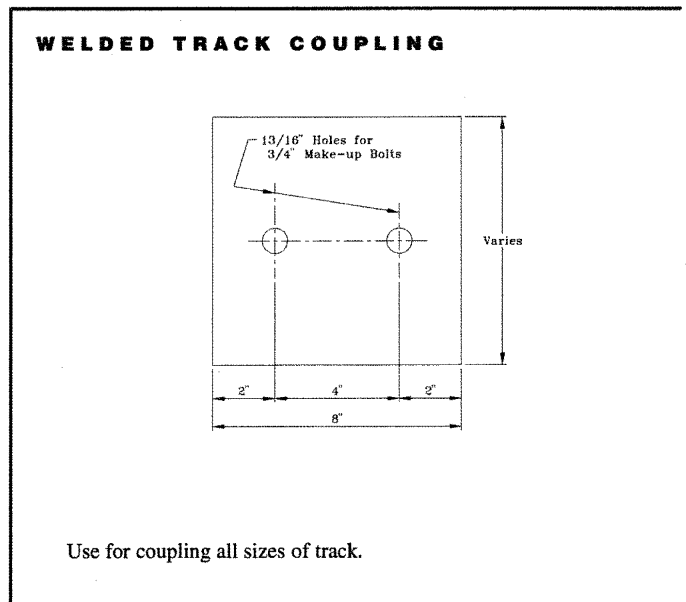 WELDED TRACK COUPLING
13/16" Holes for
3/4" Make-up Bolts
Varies
2" 4" 2"
8"
Use for coupling all sizes of track.